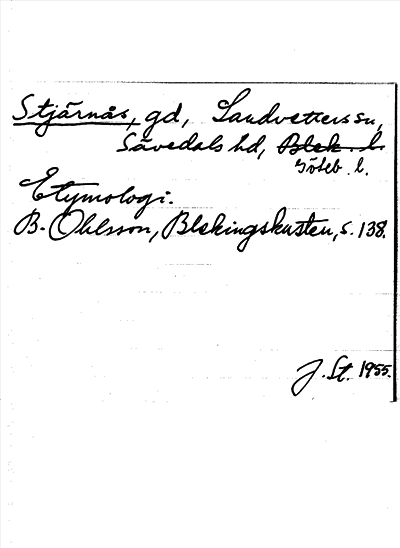 Stjärnås, gd, Landvetters sn,
Sävedals hd, Blek. l.
Göteb. l.
Etymologi.
B. Ohlsson, Blekingskusten, s. 138.
J. St. 1955.